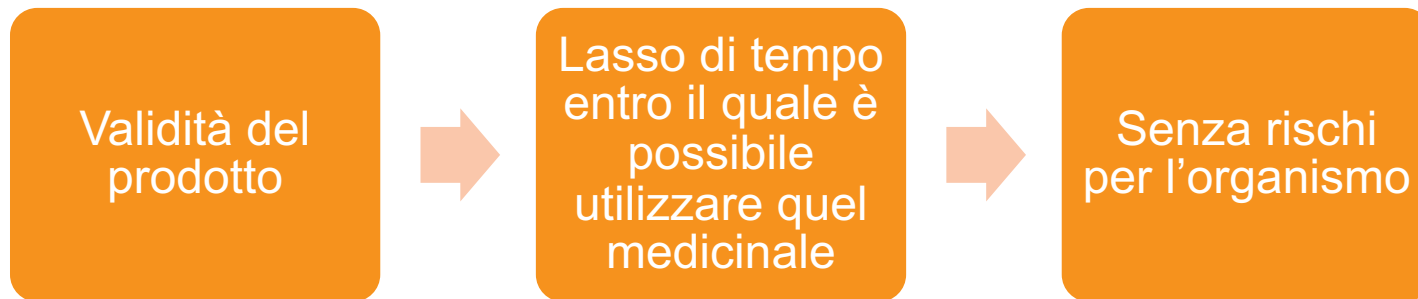 Validità del
prodotto
Lasso di tempo
entro il quale è
possibile
utilizzare quel
medicinale
Senza rischi
per l’organismo